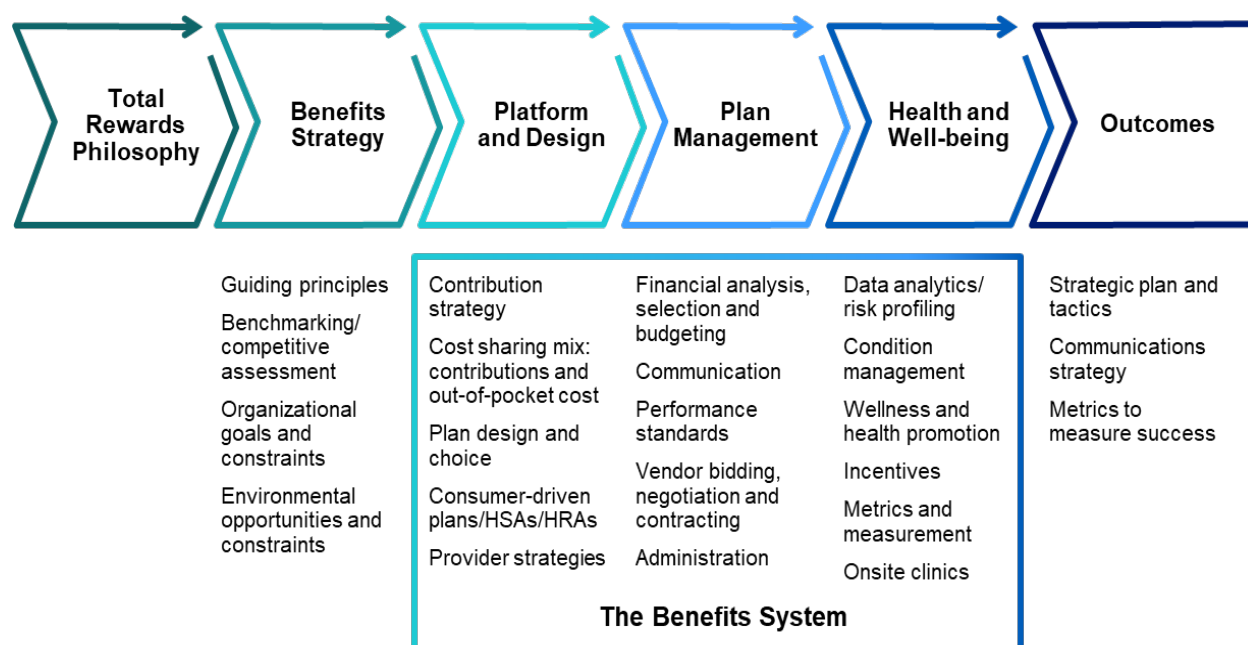 Total
Rewards
Philosophy
Benefits
Strategy
Platform
and Design
Plan
Management
Health and
Well-being
Outcomes
Guiding principles
Benchmarking/
competitive
assessment
Organizational
goals and
constraints
Environmental
opportunities and
constraints
Contribution
strategy
Cost sharing mix:
contributions and
out-of-pocket cost
Plan design and
choice
Consumer-driven
plans/HSAs/HRAs
Provider strategies
Financial analysis,
selection and
budgeting
Communication
Performance
standards
Vendor bidding,
negotiation and
contracting
Administration
Data analytics/
risk profiling
Condition
management
Wellness and
health promotion
Incentives
Metrics and
measurement
Onsite clinics
Strategic plan and
tactics
Communications
strategy
Metrics to
measure success
The Benefits System